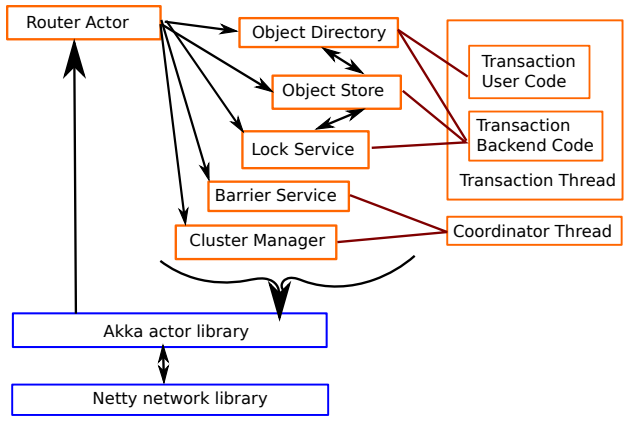 Router Actor
Object Directory
Object Store
Lock Service
Barrier Service
Cluster Manager
Transaction
User Code
Transaction
Backend Code
Transaction Thread
Coordinator Thread
Akka actor library
Netty network library